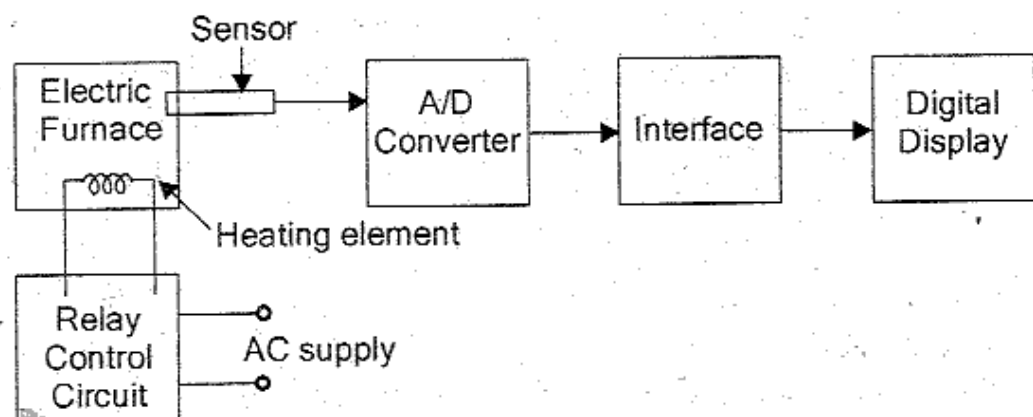 Sensor
Electric
Furnace
A/D
Converter
Interface
Digital
Display
Heating element
Relay
Control
Circuit
AC supply